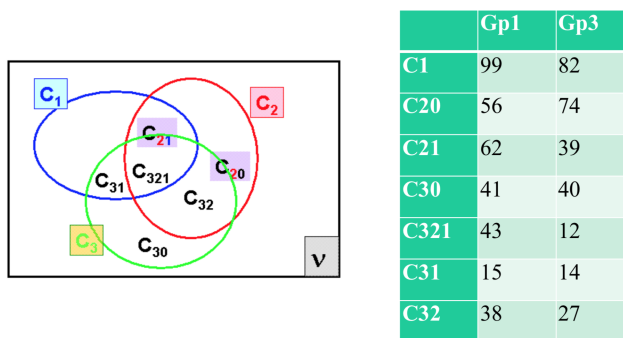 C1
C2
C21
C20
C31
C321
C32
C3
C30
ν
Gp1 Gp3
C1 99 82
C20 56 74
C21 62 39
C30 41 40
C321 43 12
C31 15 14
C32 38 27